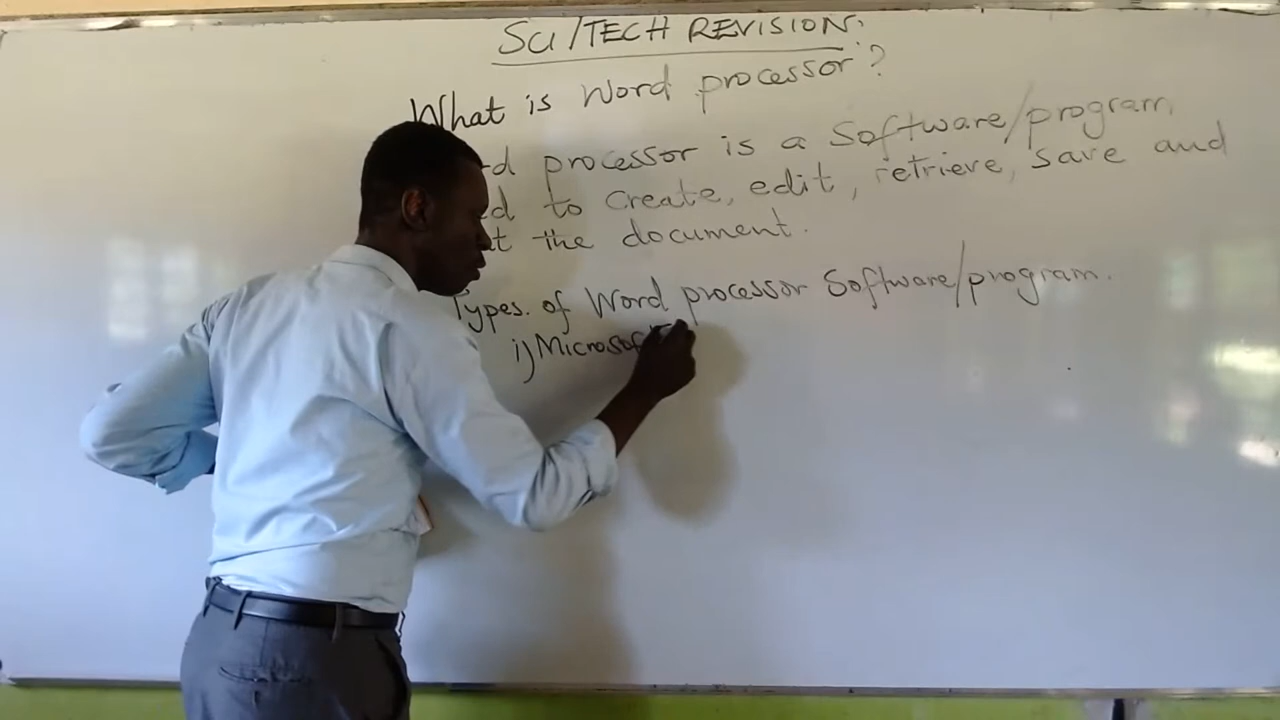 SCI/TECH REVISION.
What is Word processor?
rd processor is a Software/program
d to create, edit, retrieve, save and
t the document.
Types. of Word processor Software/program.
i) Microsoft